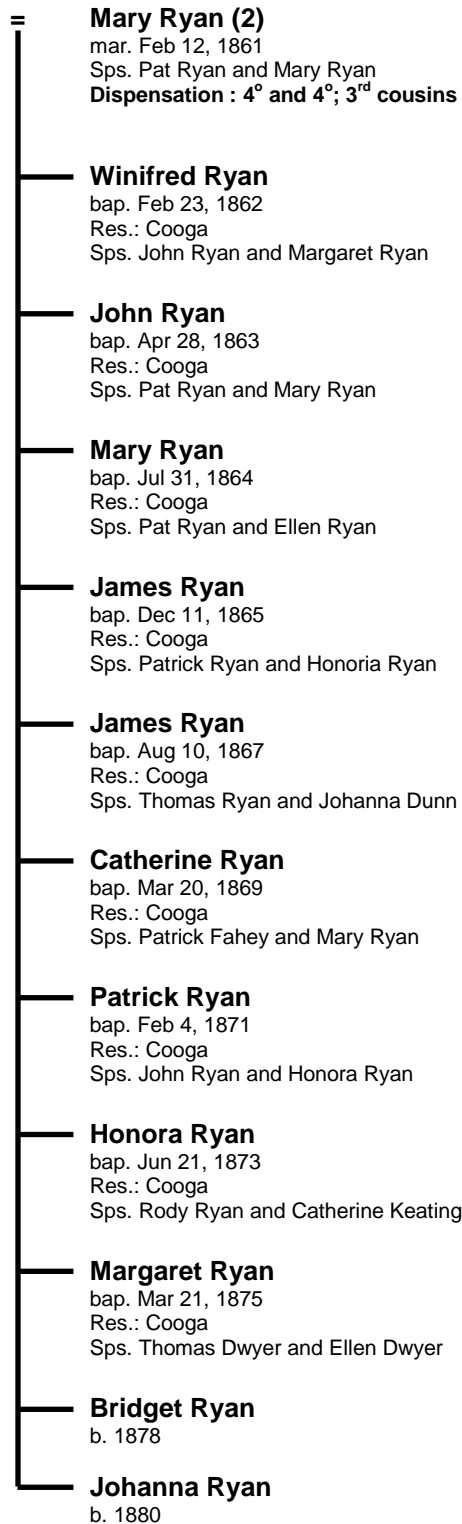 = Mary Ryan (2)
mar. Feb 12, 1861
Sps. Pat Ryan and Mary Ryan
Dispensation : 4º and 4º; 3rd cousins
Winifred Ryan
bap. Feb 23, 1862
Res.: Cooga
Sps. John Ryan and Margaret Ryan
John Ryan
bap. Apr 28, 1863
Res.: Cooga
Sps. Pat Ryan and Mary Ryan
Mary Ryan
bap. Jul 31, 1864
Res.: Cooga
Sps. Pat Ryan and Ellen Ryan
James Ryan
bap. Dec 11, 1865
Res.: Cooga
Sps. Patrick Ryan and Honoria Ryan
James Ryan
bap. Aug 10, 1867
Res.: Cooga
Sps. Thomas Ryan and Johanna Dunn
Catherine Ryan
bap. Mar 20, 1869
Res.: Cooga
Sps. Patrick Fahey and Mary Ryan
Patrick Ryan
bap. Feb 4, 1871
Res.: Cooga
Sps. John Ryan and Honora Ryan
Honora Ryan
bap. Jun 21, 1873
Res.: Cooga
Sps. Rody Ryan and Catherine Keating
Margaret Ryan
bap. Mar 21, 1875
Res.: Cooga
Sps. Thomas Dwyer and Ellen Dwyer
Bridget Ryan
b. 1878
Johanna Ryan
b. 1880